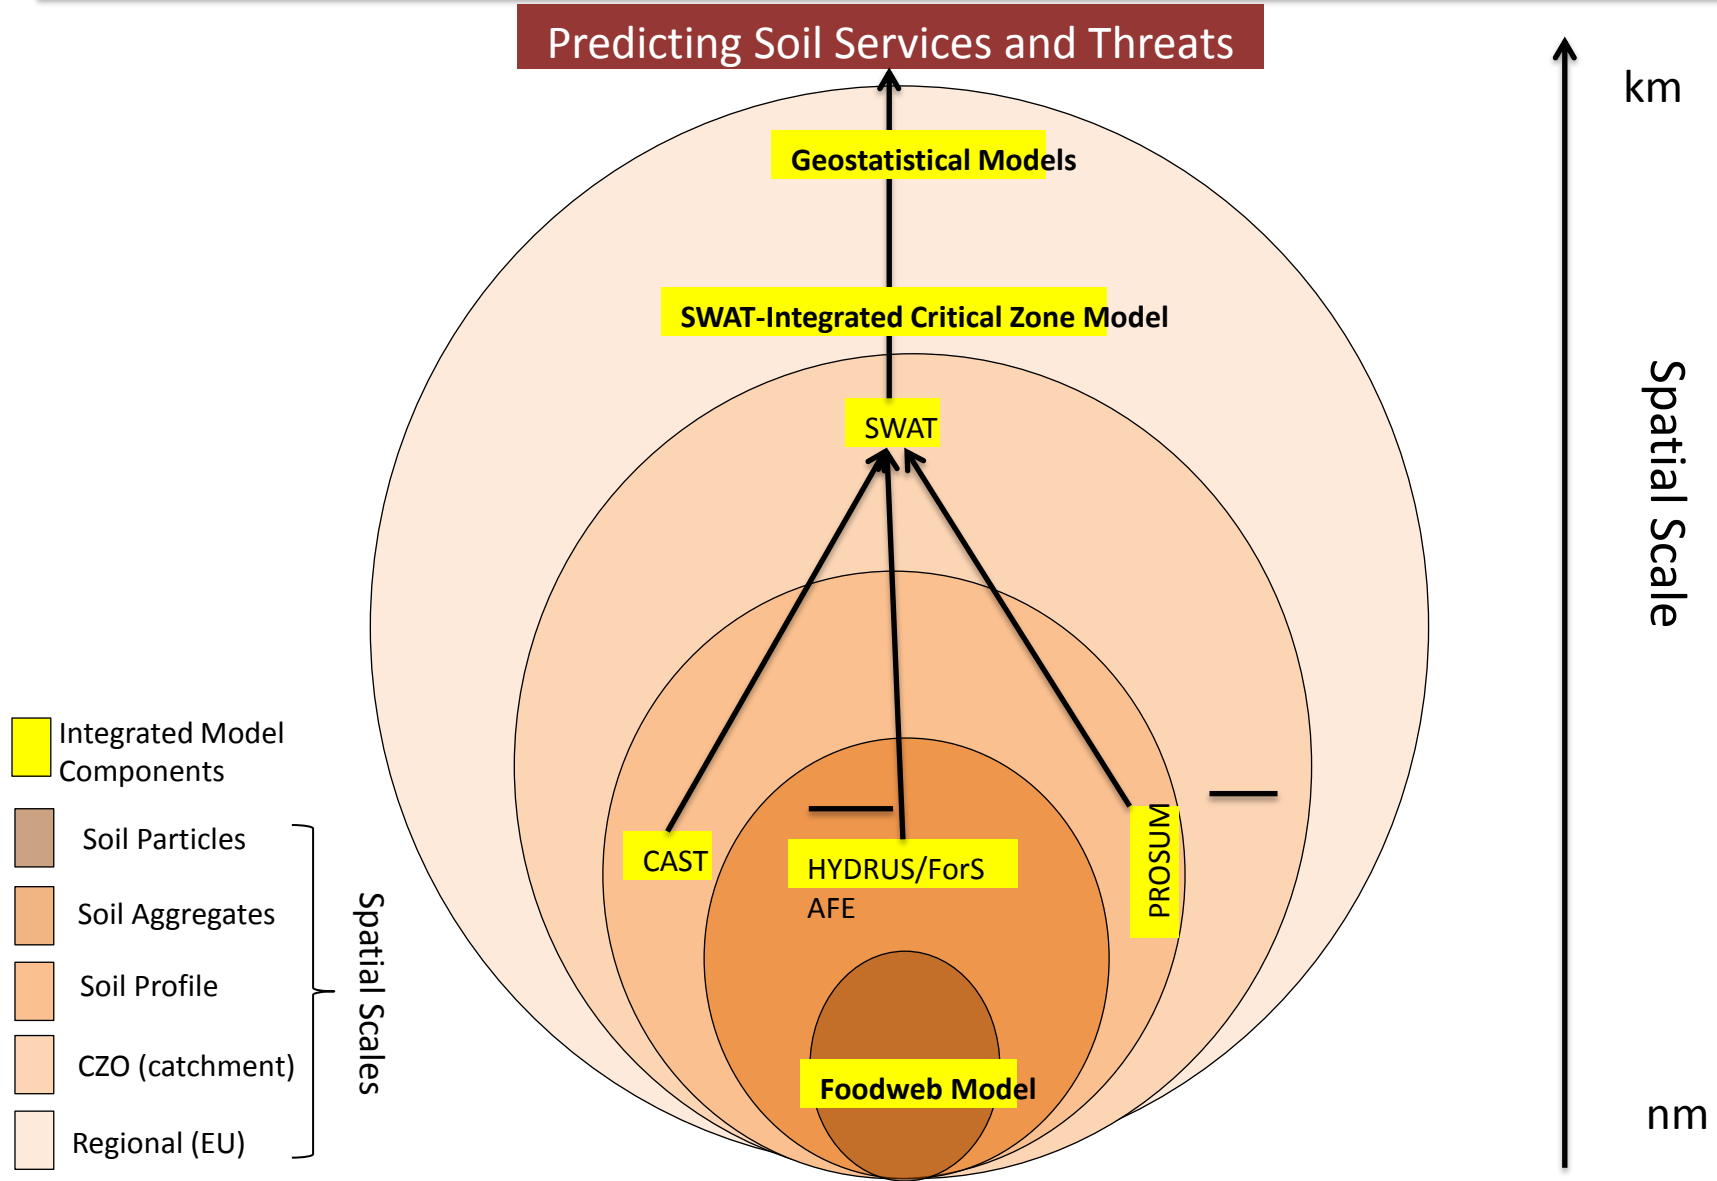 Predicting Soil Services and Threats
km
Geostatistical Models
SWAT-Integrated Critical Zone Model
SWAT
Spatial Scale
CAST
HYDRUS/ForS
AFE
PROSUM
Foodweb Model
nm
Integrated Model
Components
Soil Particles
Soil Aggregates
Soil Profile
CZO (catchment)
Regional (EU)
Spatial Scales